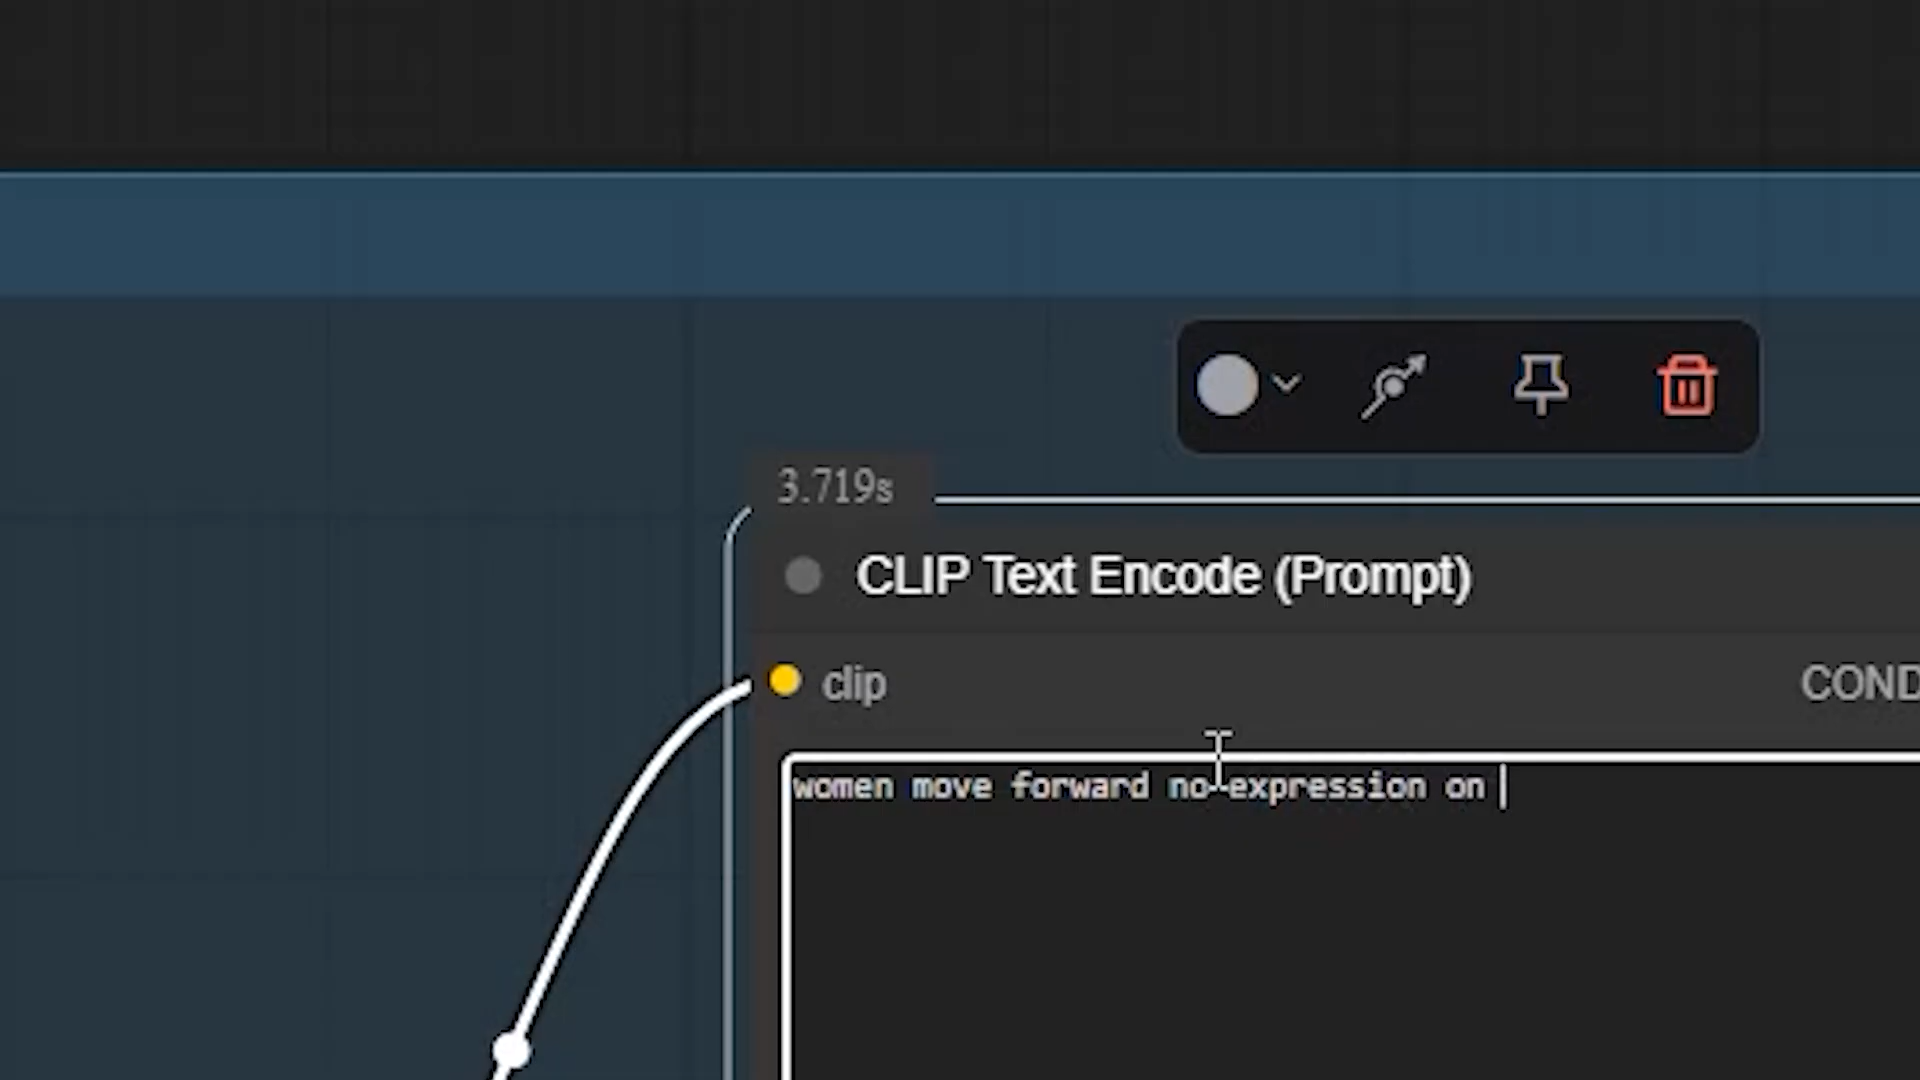 3.719s
CLIP Text Encode (Prompt)
clip
COND
women move forward no expression on